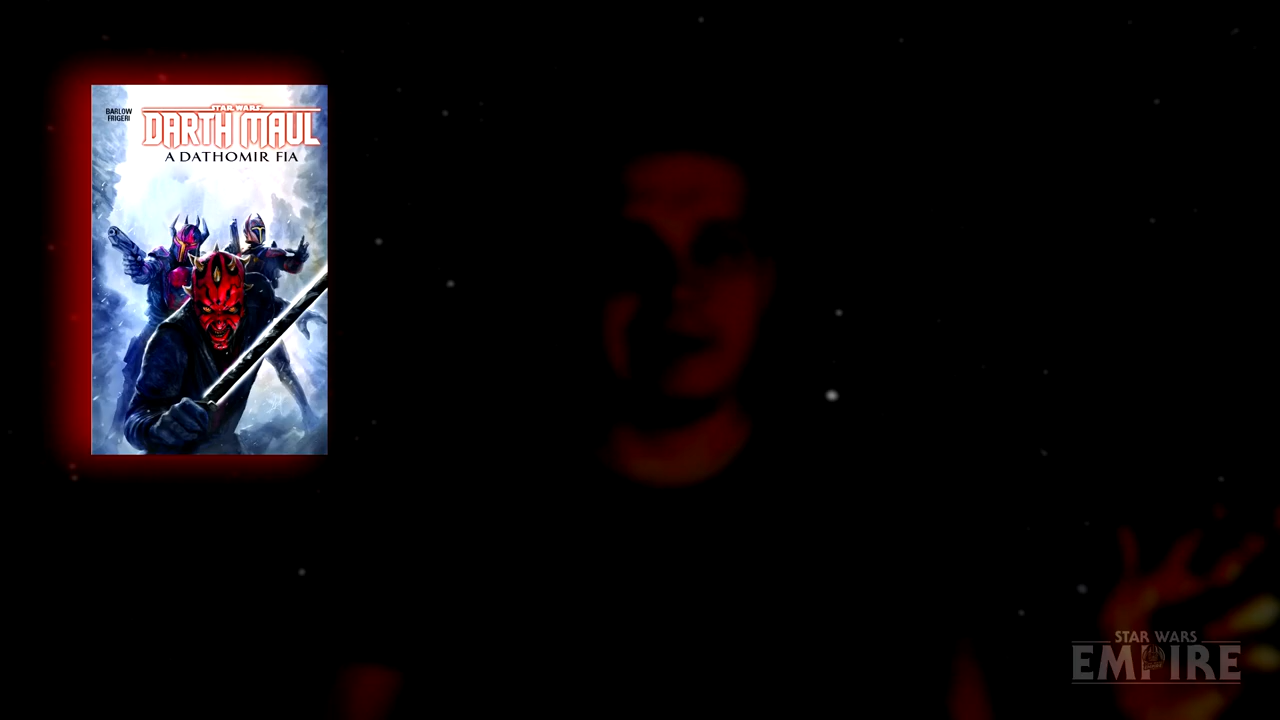 BARLOW
FRIGERI
STAR WARS
DARTH MAUL
A DATHOMIR FIA
STAR WARS
EMPIRE